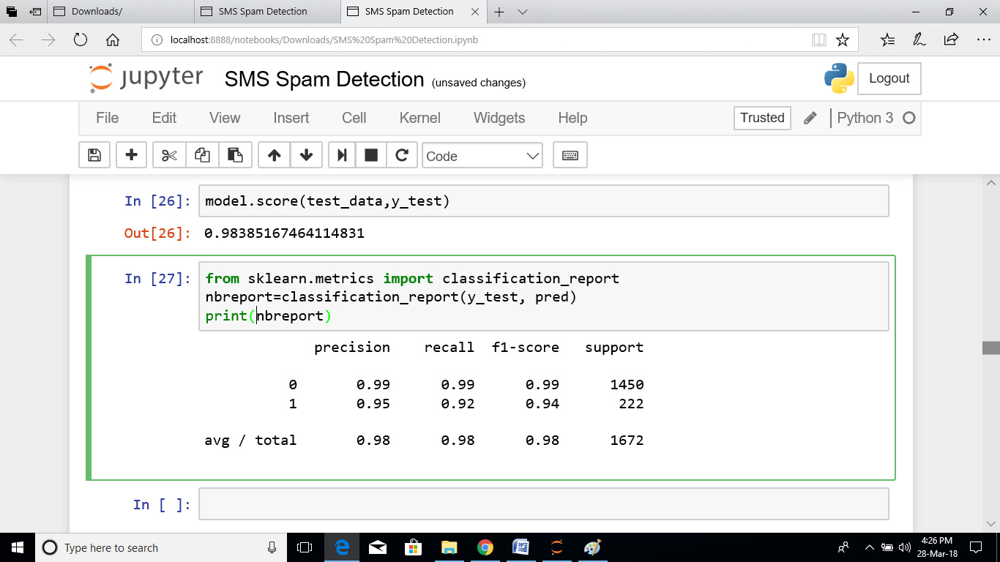 Downloads/ SMS Spam Detection SMS Spam Detection
localhost:8888/notebooks/Downloads/SMS%20Spam%20Detection.ipynb
jupyter SMS Spam Detection (unsaved changes) Logout
File Edit View Insert Cell Kernel Widgets Help Trusted Python 3
Code
In [26]: model.score(test_data,y_test)
Out[26]: 0.98385167464114831
In [27]: from sklearn.metrics import classification_report
nbreport=classification_report(y_test, pred)
print(nbreport)
precision recall f1-score support
0 0.99 0.99 0.99 1450
1 0.95 0.92 0.94 222
avg / total 0.98 0.98 0.98 1672
In [ ]:
Type here to search 4:26 PM
28-Mar-18